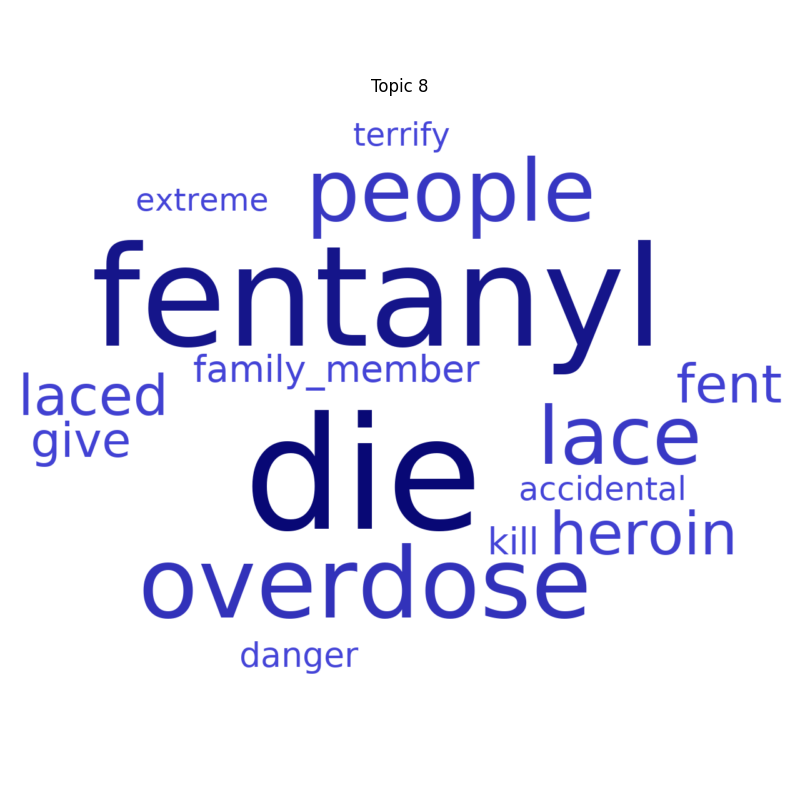 Topic 8
terrify
people
extreme
fentanyl
family_member
fent
laced
lace
give
die
accidental
heroin
kill
overdose
danger